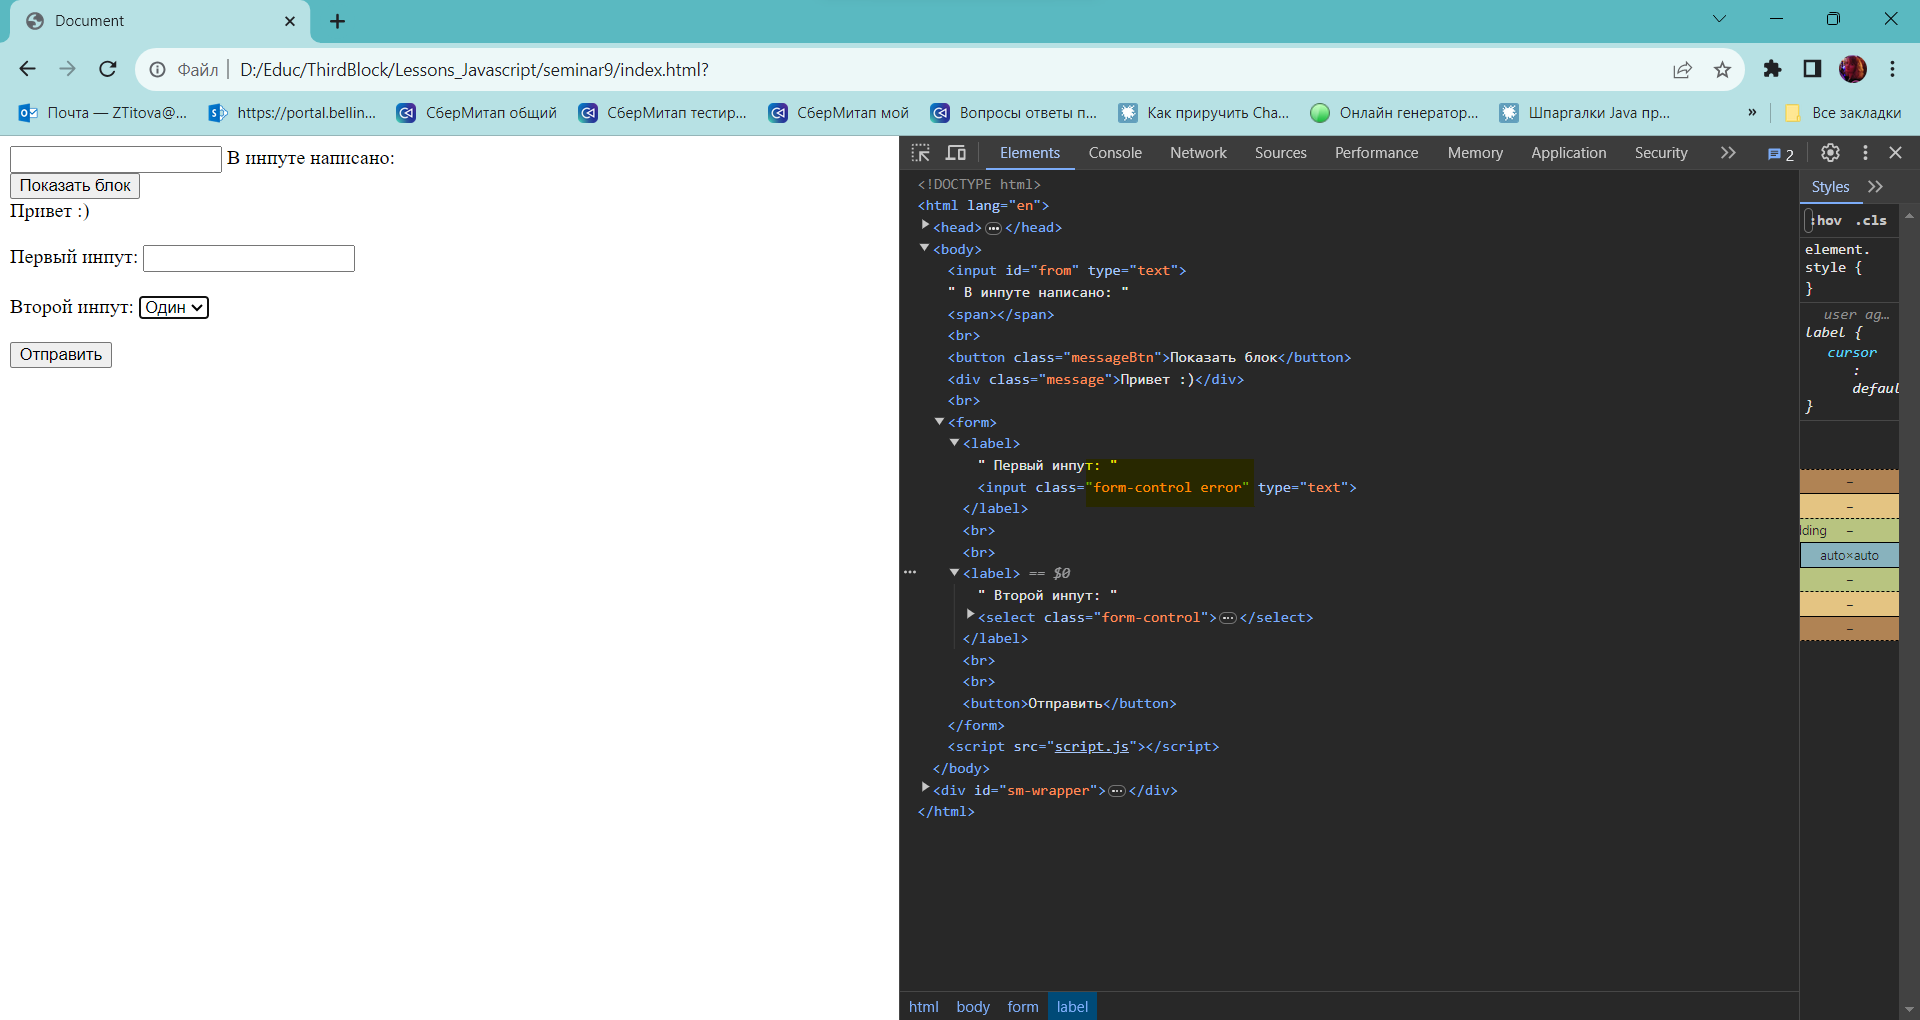 Document
Файл
D:/Educ/ThirdBlock/Lessons_Javascript/seminar9/index.html?
Почта — ZTitova@...
https://portal.bellin...
СберМитап общий
СберМитап тестир...
СберМитап мой
Вопросы ответы п...
Как приручить Cha...
Онлайн генератор...
Шпаргалки Java пр...
»
Все закладки
В инпуте написано:
Показать блок
Привет :)
Первый инпут:
Второй инпут: Один
Отправить
Elements Console Network Sources Performance Memory Application Security 2
<!DOCTYPE html>
<html lang="en">
<head>…</head>
<body>
<input id="from" type="text">
" В инпуте написано: "
<span></span>
<br>
<button class="messageBtn">Показать блок</button>
<div class="message">Привет :)</div>
<br>
<form>
<label>
" Первый инпут: "
<input class="form-control error" type="text">
</label>
<br>
<br>
<label> == $0
" Второй инпут: "
<select class="form-control">…</select>
</label>
<br>
<br>
<button>Отправить</button>
</form>
<script src="script.js"></script>
</body>
<div id="sm-wrapper">…</div>
</html>
html body form label
Styles
:hov .cls
element.
style {
}
user ag…
label {
cursor
:
defaul
}
–
–
lding –
auto×auto
–
–
–